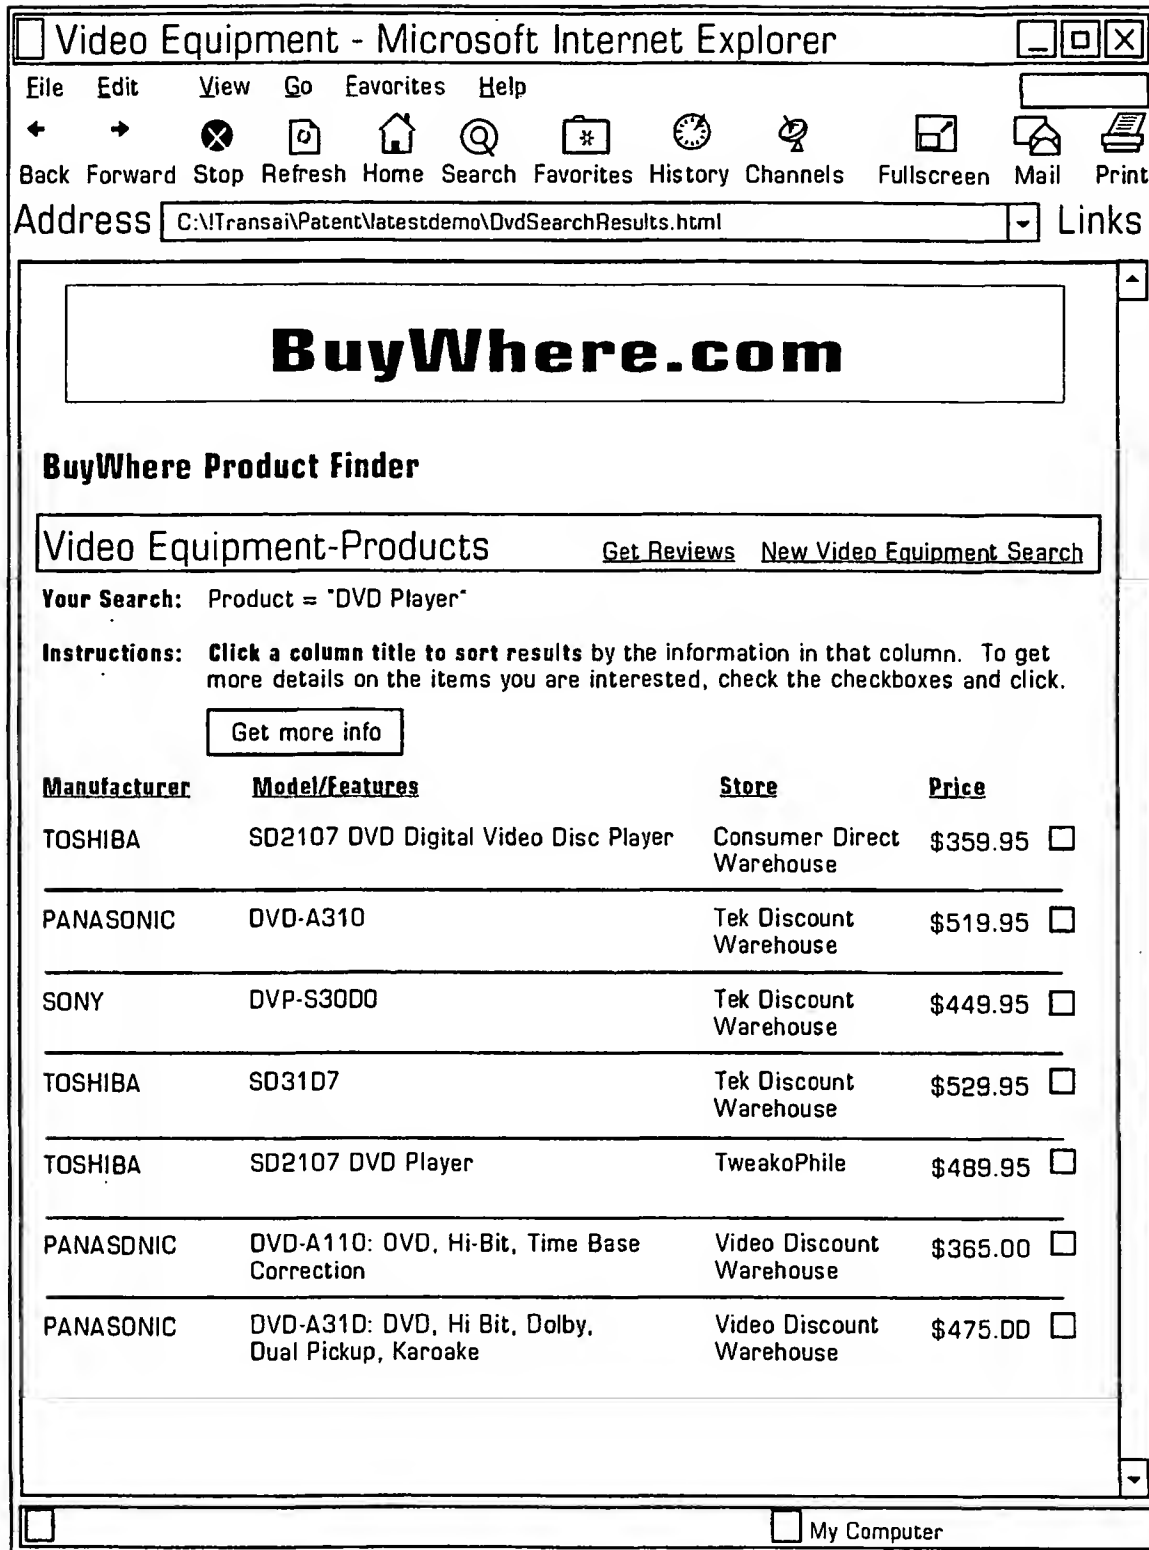 Video Equipment - Microsoft Internet Explorer
File Edit View Go Favorites Help
Back Forward Stop Refresh Home Search Favorites History Channels Fullscreen Mail Print
Address C:\!Transai\Patent\latestdemo\DvdSearchResults.html Links
BuyWhere.com
BuyWhere Product Finder
Video Equipment-Products Get Reviews New Video Equipment Search
Your Search: Product = "DVD Player"
Instructions: Click a column title to sort results by the information in that column. To get
more details on the items you are interested, check the checkboxes and click.
Get more info
Manufacturer Model/Features Store Price
TOSHIBA SD2107 DVD Digital Video Disc Player Consumer Direct $359.95
Warehouse
PANASONIC DVD-A310 Tek Discount $519.95
Warehouse
SONY DVP-S30D0 Tek Discount $449.95
Warehouse
TOSHIBA SD31D7 Tek Discount $529.95
Warehouse
TOSHIBA SD2107 DVD Player TweakoPhile $489.95
PANASONIC DVD-A110: DVD, Hi-Bit, Time Base Video Discount $365.00
Correction Warehouse
PANASONIC DVD-A31D: DVD, Hi Bit, Dolby, Video Discount $475.DD
Dual Pickup, Karoake Warehouse
My Computer